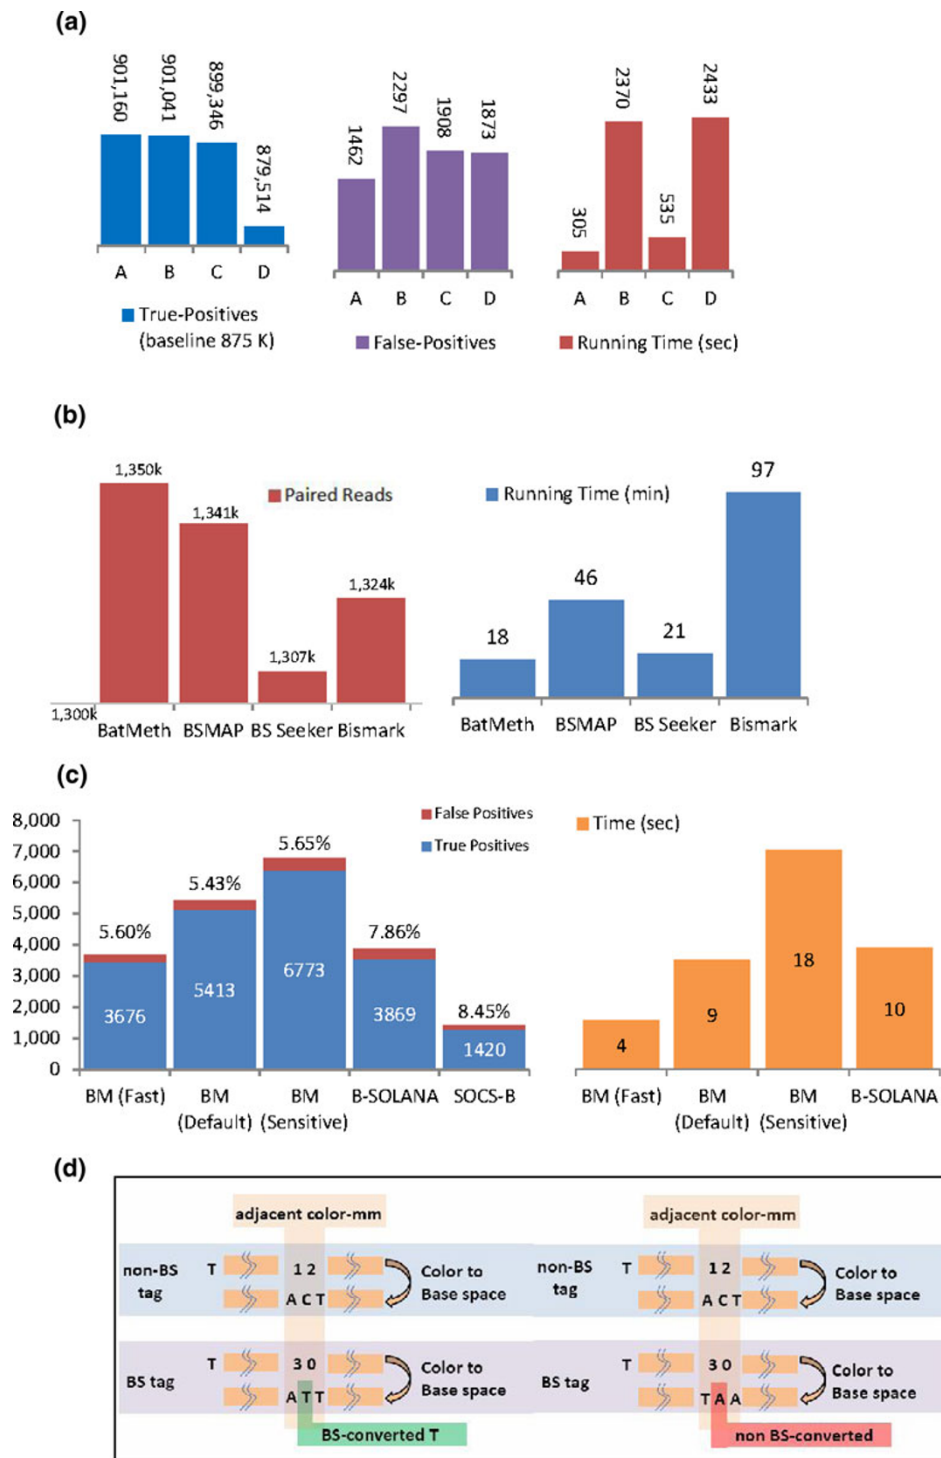 (a)
901,160 901,041 899,346 879,514
A B C D
True-Positives
(baseline 875 K)
1462 2297 1908 1873
A B C D
False-Positives
305 2370 535 2433
A B C D
Running Time (sec)
(b)
1,350k 1,341k 1,307k 1,324k
Paired Reads
1,300k
BatMeth BSMAP BS Seeker Bismark
Running Time (min)
18 46 21 97
BatMeth BSMAP BS Seeker Bismark
(c)
False Positives
True Positives
8,000
7,000
6,000
5,000
4,000
3,000
2,000
1,000
0
5.60% 5.43% 5.65% 7.86% 8.45%
3676 5413 6773 3869 1420
BM (Fast) BM (Default) BM (Sensitive) B-SOLANA SOCS-B
Time (sec)
4 9 18 10
BM (Fast) BM (Default) BM (Sensitive) B-SOLANA
(d)
adjacent color-mm
non-BS tag
T
1 2
A C T
Color to
Base space
BS tag
T
3 0
A T T
Color to
Base space
BS-converted T
adjacent color-mm
non-BS tag
T
1 2
A C T
Color to
Base space
BS tag
T
3 0
T A A
Color to
Base space
non BS-converted